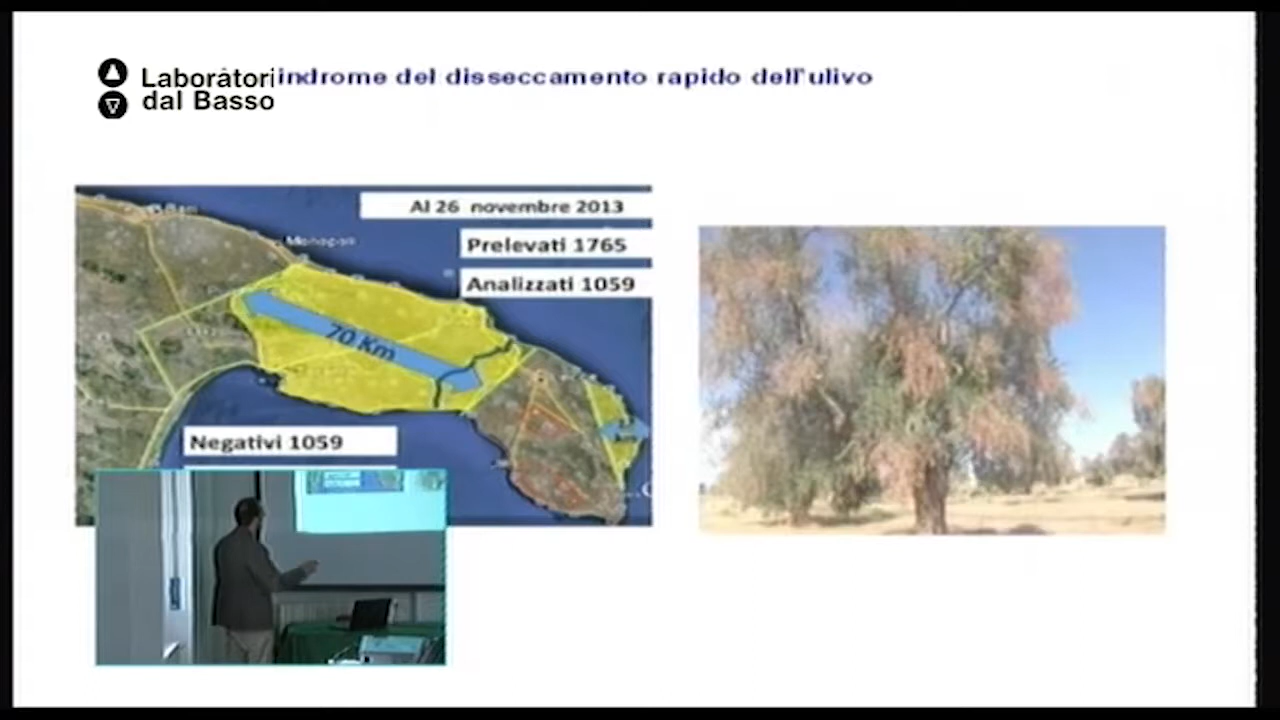 Laboratori
dal Basso
indrome del disseccamento rapido dell'ulivo
Al 26 novembre 2013
Prelevati 1765
Analizzati 1059
Monopoli
70 Km
Negativi 1059